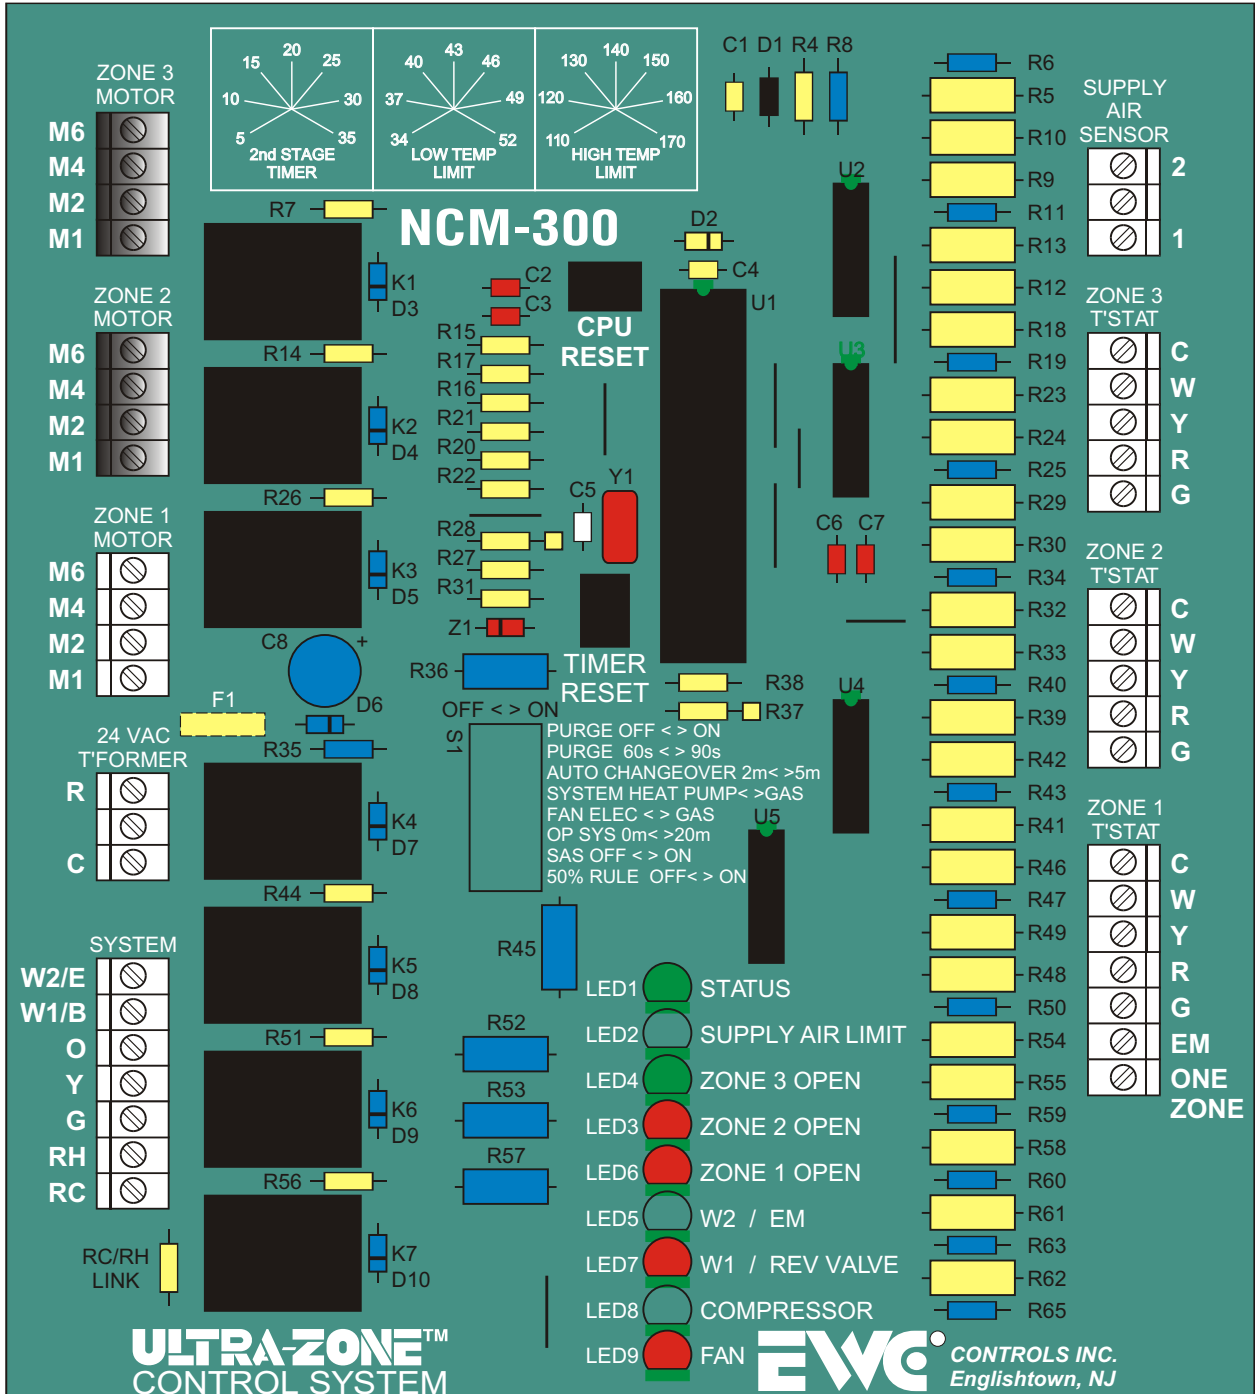 20
15
25
10
30
5
35
2nd STAGE
TIMER
43
40
46
37
49
34
52
LOW TEMP
LIMIT
140
130
150
120
160
110
170
HIGH TEMP
LIMIT
C1 D1 R4 R8
ZONE 3
MOTOR
M6
M4
M2
M1
ZONE 2
MOTOR
M6
M4
M2
M1
ZONE 1
MOTOR
M6
M4
M2
M1
24 VAC
T'FORMER
R
C
SYSTEM
W2/E
W1/B
O
Y
G
RH
RC
RC/RH
LINK
R7
K1
D3
R14
K2
D4
R26
K3
D5
C8
+
F1
D6
R35
K4
D7
R44
K5
D8
R51
K6
D9
R56
K7
D10
NCM-300
C2
C3
R15
R17
R16
R21
R20
R22
R28
R27
R31
Z1
R36
CPU
RESET
C5
Y1
TIMER
RESET
D2
C4
U1
U2
U3
C6 C7
R38
R37
U4
U5
OFF < > ON
S1
PURGE OFF < > ON
PURGE 60s < > 90s
AUTO CHANGEOVER 2m< >5m
SYSTEM HEAT PUMP< >GAS
FAN ELEC < > GAS
OP SYS 0m< >20m
SAS OFF < > ON
50% RULE OFF< > ON
R45
R52
R53
R57
LED1 STATUS
LED2 SUPPLY AIR LIMIT
LED4 ZONE 3 OPEN
LED3 ZONE 2 OPEN
LED6 ZONE 1 OPEN
LED5 W2 / EM
LED7 W1 / REV VALVE
LED8 COMPRESSOR
LED9 FAN
R6
R5
R10
R9
R11
R13
R12
R18
R19
R23
R24
R25
R29
R30
R34
R32
R33
R40
R39
R42
R43
R41
R46
R47
R49
R48
R50
R54
R55
R59
R58
R60
R61
R63
R62
R65
SUPPLY
AIR
SENSOR
2
1
ZONE 3
T'STAT
C
W
Y
R
G
ZONE 2
T'STAT
C
W
Y
R
G
ZONE 1
T'STAT
C
W
Y
R
G
EM
ONE
ZONE
ULTRA-ZONE™
CONTROL SYSTEM
EWC
CONTROLS INC.
Englishtown, NJ